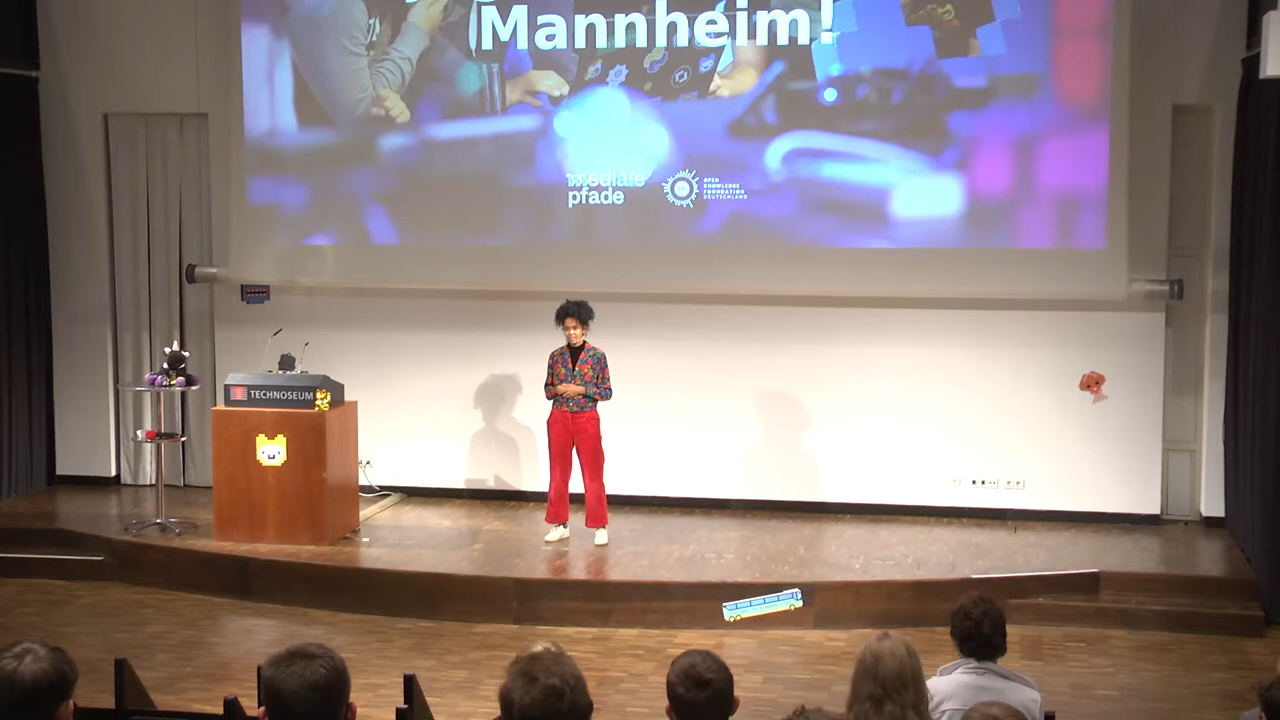 Mannheim!
mediale
pfade
OPEN
KNOWLEDGE
FOUNDATION
DEUTSCHLAND
TECHNOSEUM